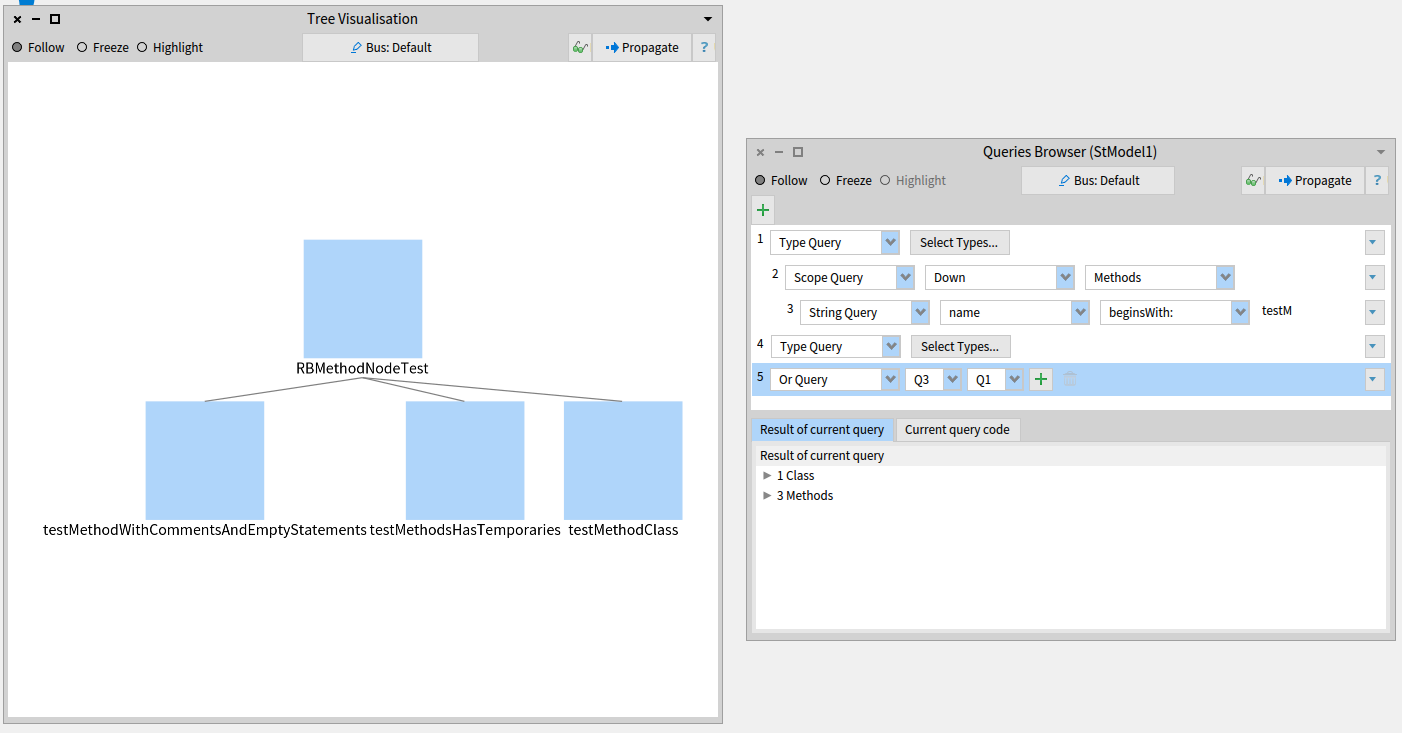 Tree Visualisation
Follow Freeze Highlight Bus: Default Propagate ?
RBMethodNodeTest
testMethodWithCommentsAndEmptyStatements testMethodsHasTemporaries testMethodClass
Queries Browser (StModel1)
Follow Freeze Highlight Bus: Default Propagate ?
1 Type Query Select Types...
2 Scope Query Down Methods
3 String Query name beginsWith: testM
4 Type Query Select Types...
5 Or Query Q3 Q1
Result of current query Current query code
Result of current query
1 Class
3 Methods